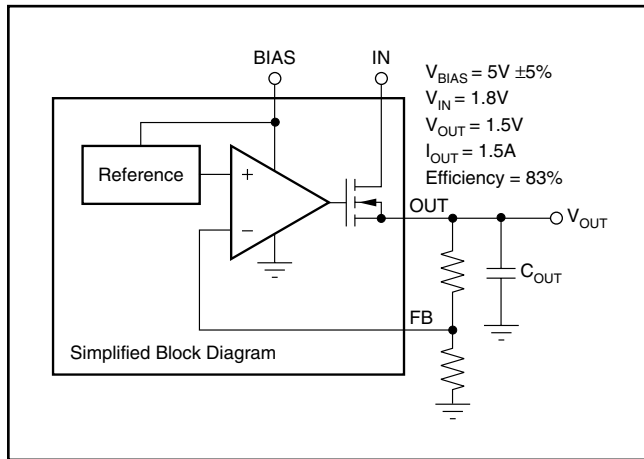 BIAS
IN
V_BIAS = 5V ±5%
V_IN = 1.8V
V_OUT = 1.5V
I_OUT = 1.5A
Efficiency = 83%
Reference
+
−
OUT
V_OUT
C_OUT
FB
Simplified Block Diagram